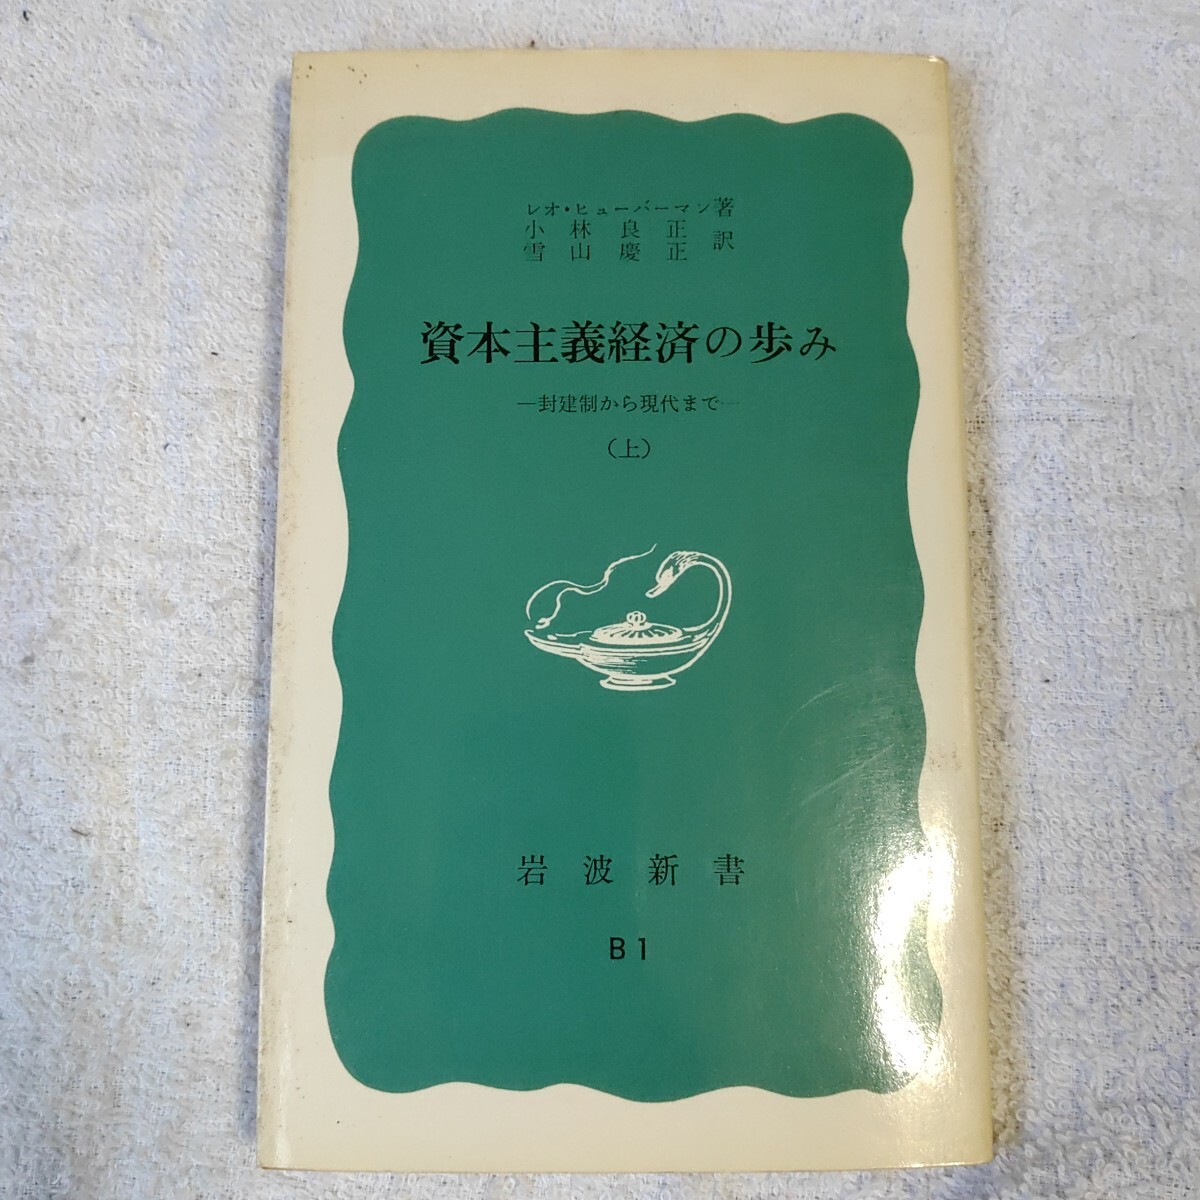 レオ・ヒューバーマン著
小林良正
雪山慶正 訳
資本主義経済の歩み
―封建制から現代まで―
（上）
岩波新書
B1